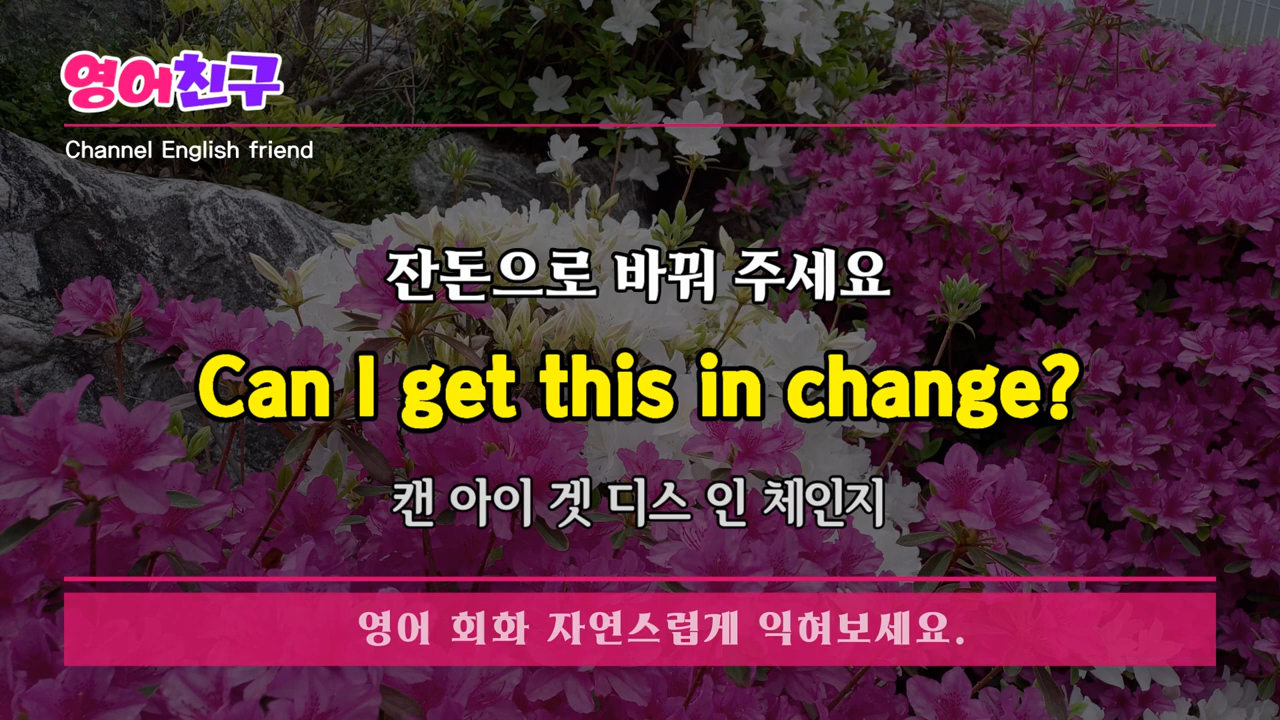 영어친구
Channel English friend
잔돈으로 바꿔 주세요
Can I get this in change?
캔 아이 겟 디스 인 체인지
영어 회화 자연스럽게 익혀보세요.